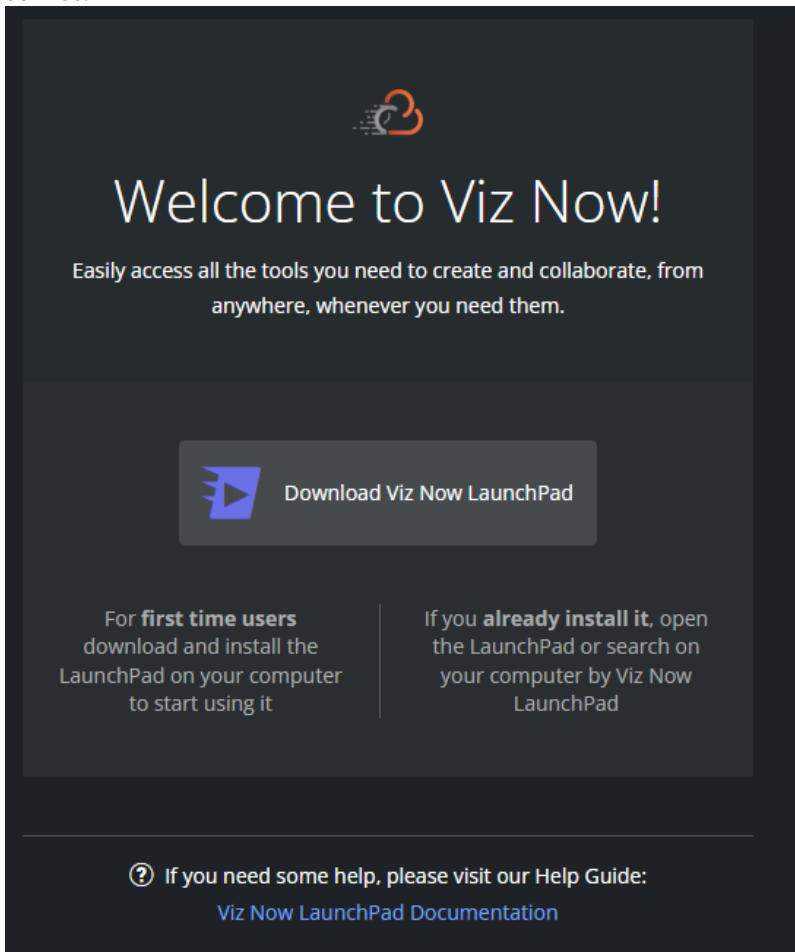 Welcome to Viz Now!
Easily access all the tools you need to create and collaborate, from
anywhere, whenever you need them.
Download Viz Now LaunchPad
For first time users
download and install the
LaunchPad on your computer
to start using it
If you already install it, open
the LaunchPad or search on
your computer by Viz Now
LaunchPad
If you need some help, please visit our Help Guide:
Viz Now LaunchPad Documentation